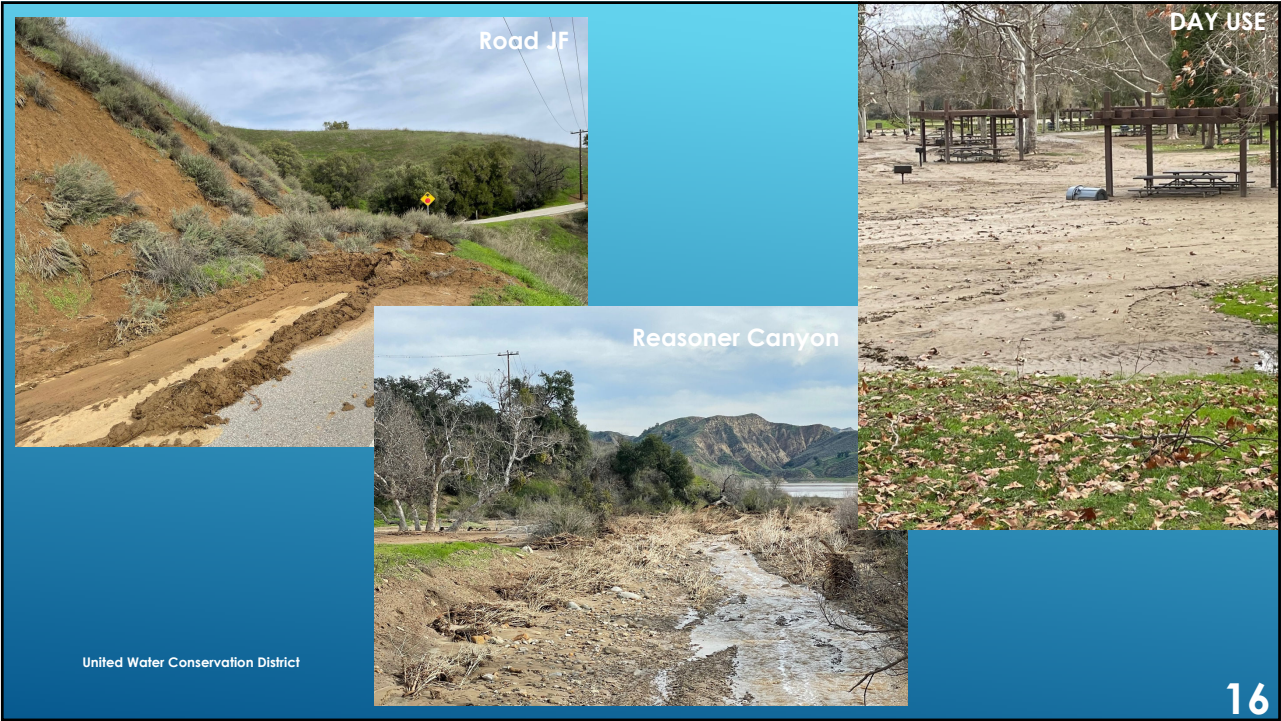 Road JF
DAY USE
Reasoner Canyon
United Water Conservation District
16